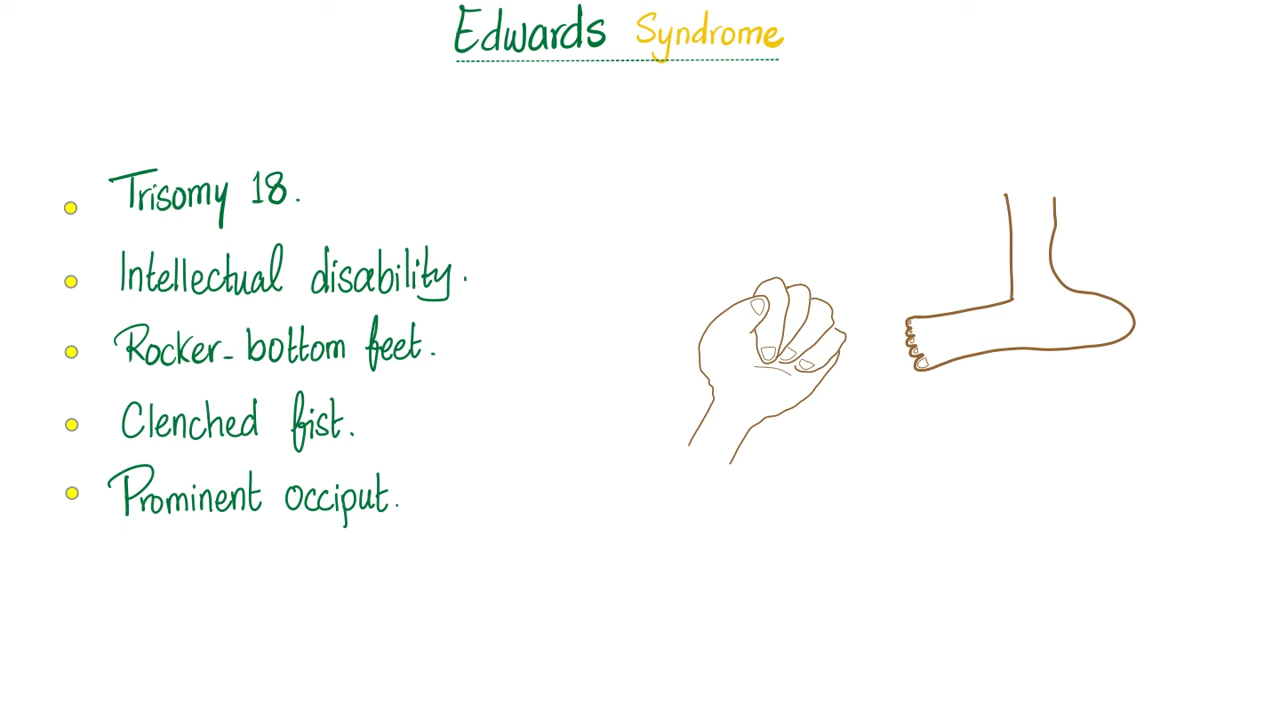 Edwards Syndrome
Trisomy 18.
Intellectual disability.
Rocker-bottom feet.
Clenched fist.
Prominent occiput.